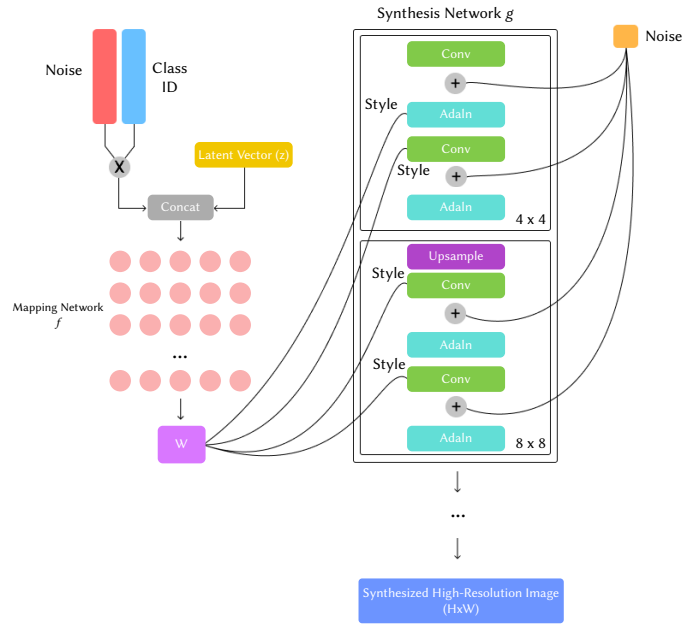 Synthesis Network g
Noise
Class
ID
Noise
X
Latent Vector (z)
Concat
Mapping Network
f
...
W
Conv
+
Style
AdaIn
Conv
Style
+
AdaIn
4 x 4
Upsample
Style
Conv
+
AdaIn
Style
Conv
+
AdaIn
8 x 8
...
Synthesized High-Resolution Image
(HxW)